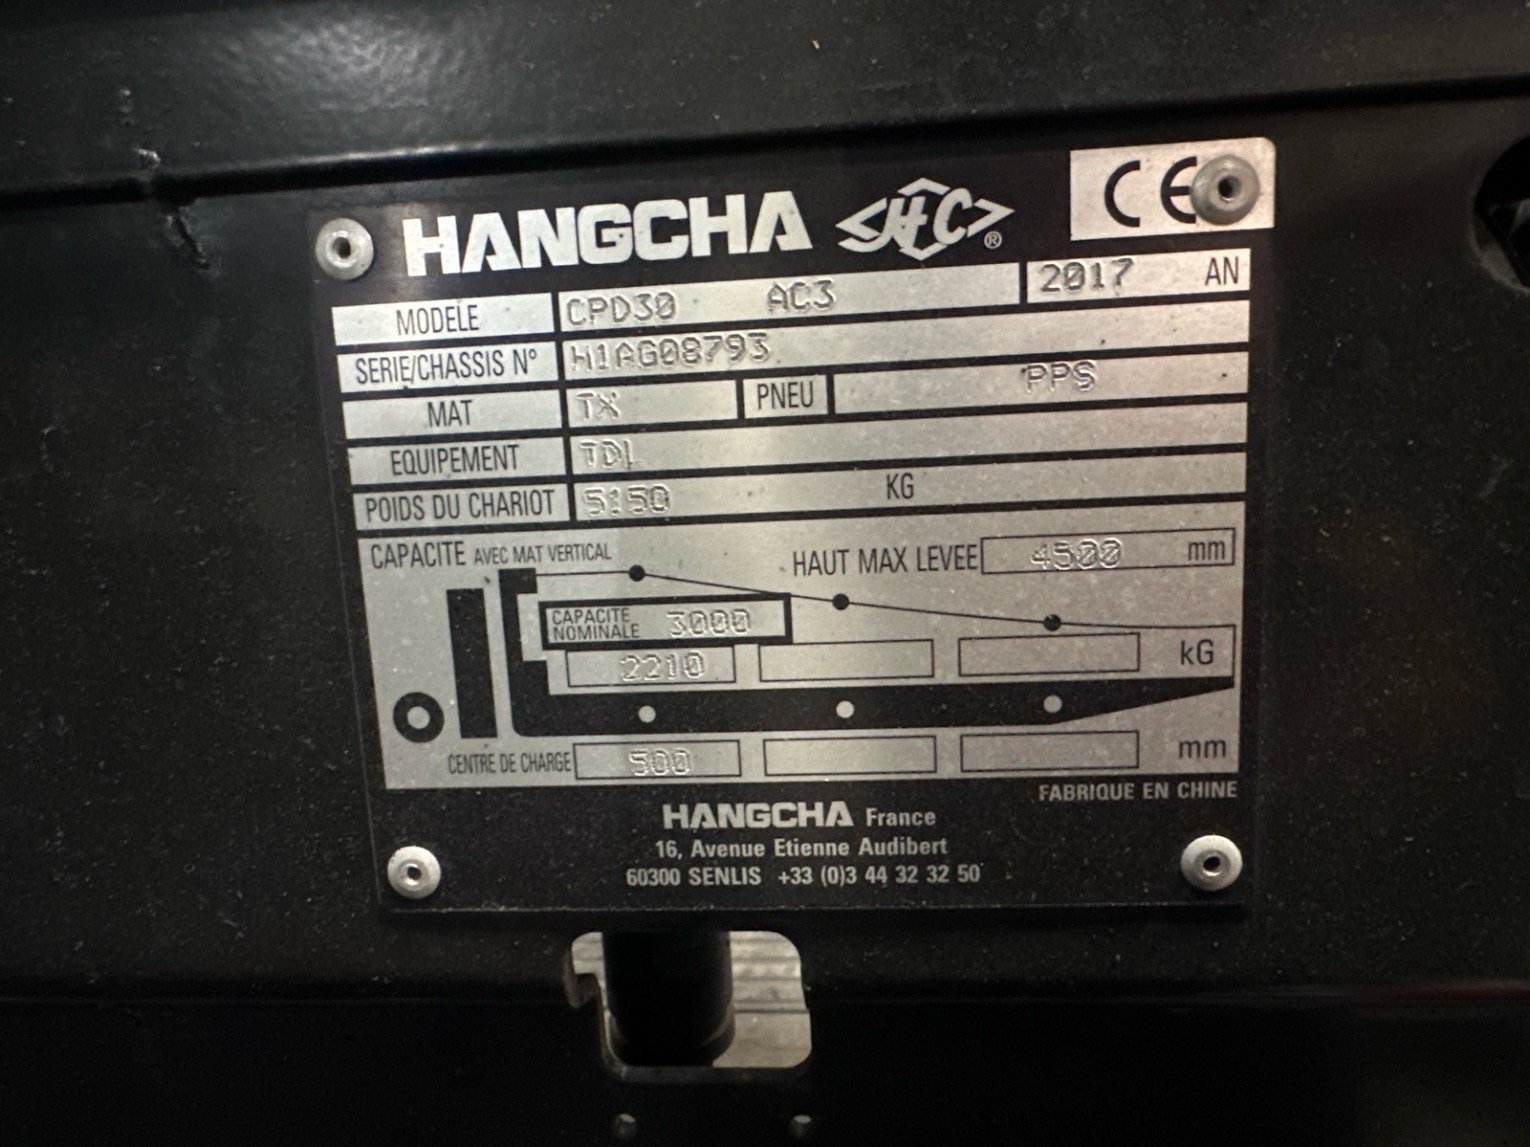 HANGCHA HC ® CE
MODELE CPD30 AC3 2017 AN
SERIE/CHASSIS N° H1AG08793
MAT TX PNEU PPS
EQUIPEMENT TDL
POIDS DU CHARIOT 5150 KG
CAPACITE AVEC MAT VERTICAL HAUT MAX LEVEE 4500 mm
CAPACITE NOMINALE 3000
2210 kG
CENTRE DE CHARGE 500 mm
FABRIQUE EN CHINE
HANGCHA France
16, Avenue Etienne Audibert
60300 SENLIS +33 (0)3 44 32 32 50